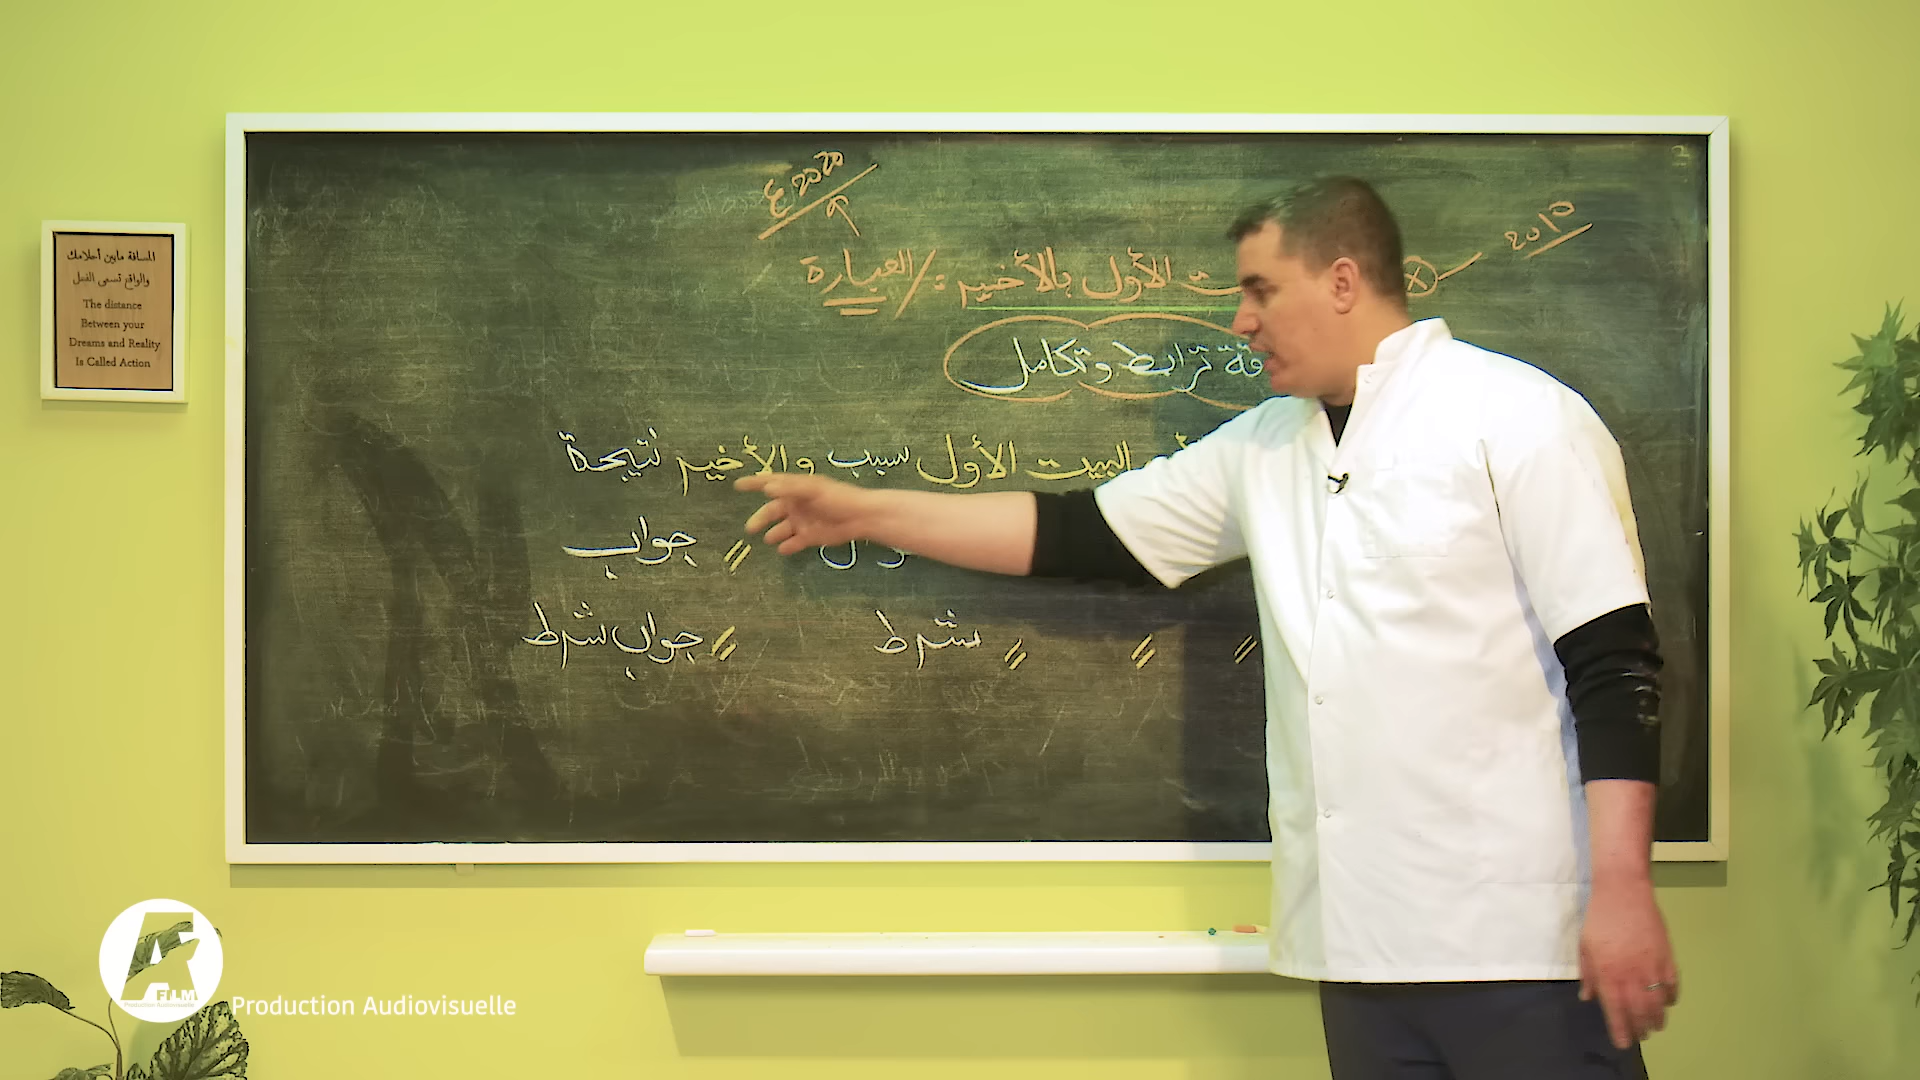 2020
2015
الأول بالأخير : / العبارة
ترابط وتكامل
البيت الأول سبب والأخير نتيجة
〃 جواب
〃 〃 〃 شرط 〃 جواب شرط
المسافة مابين أحلامك
والواقع تسمى الفعل
The distance
Between your
Dreams and Reality
Is Called Action
FILM
Production Audiovisuelle